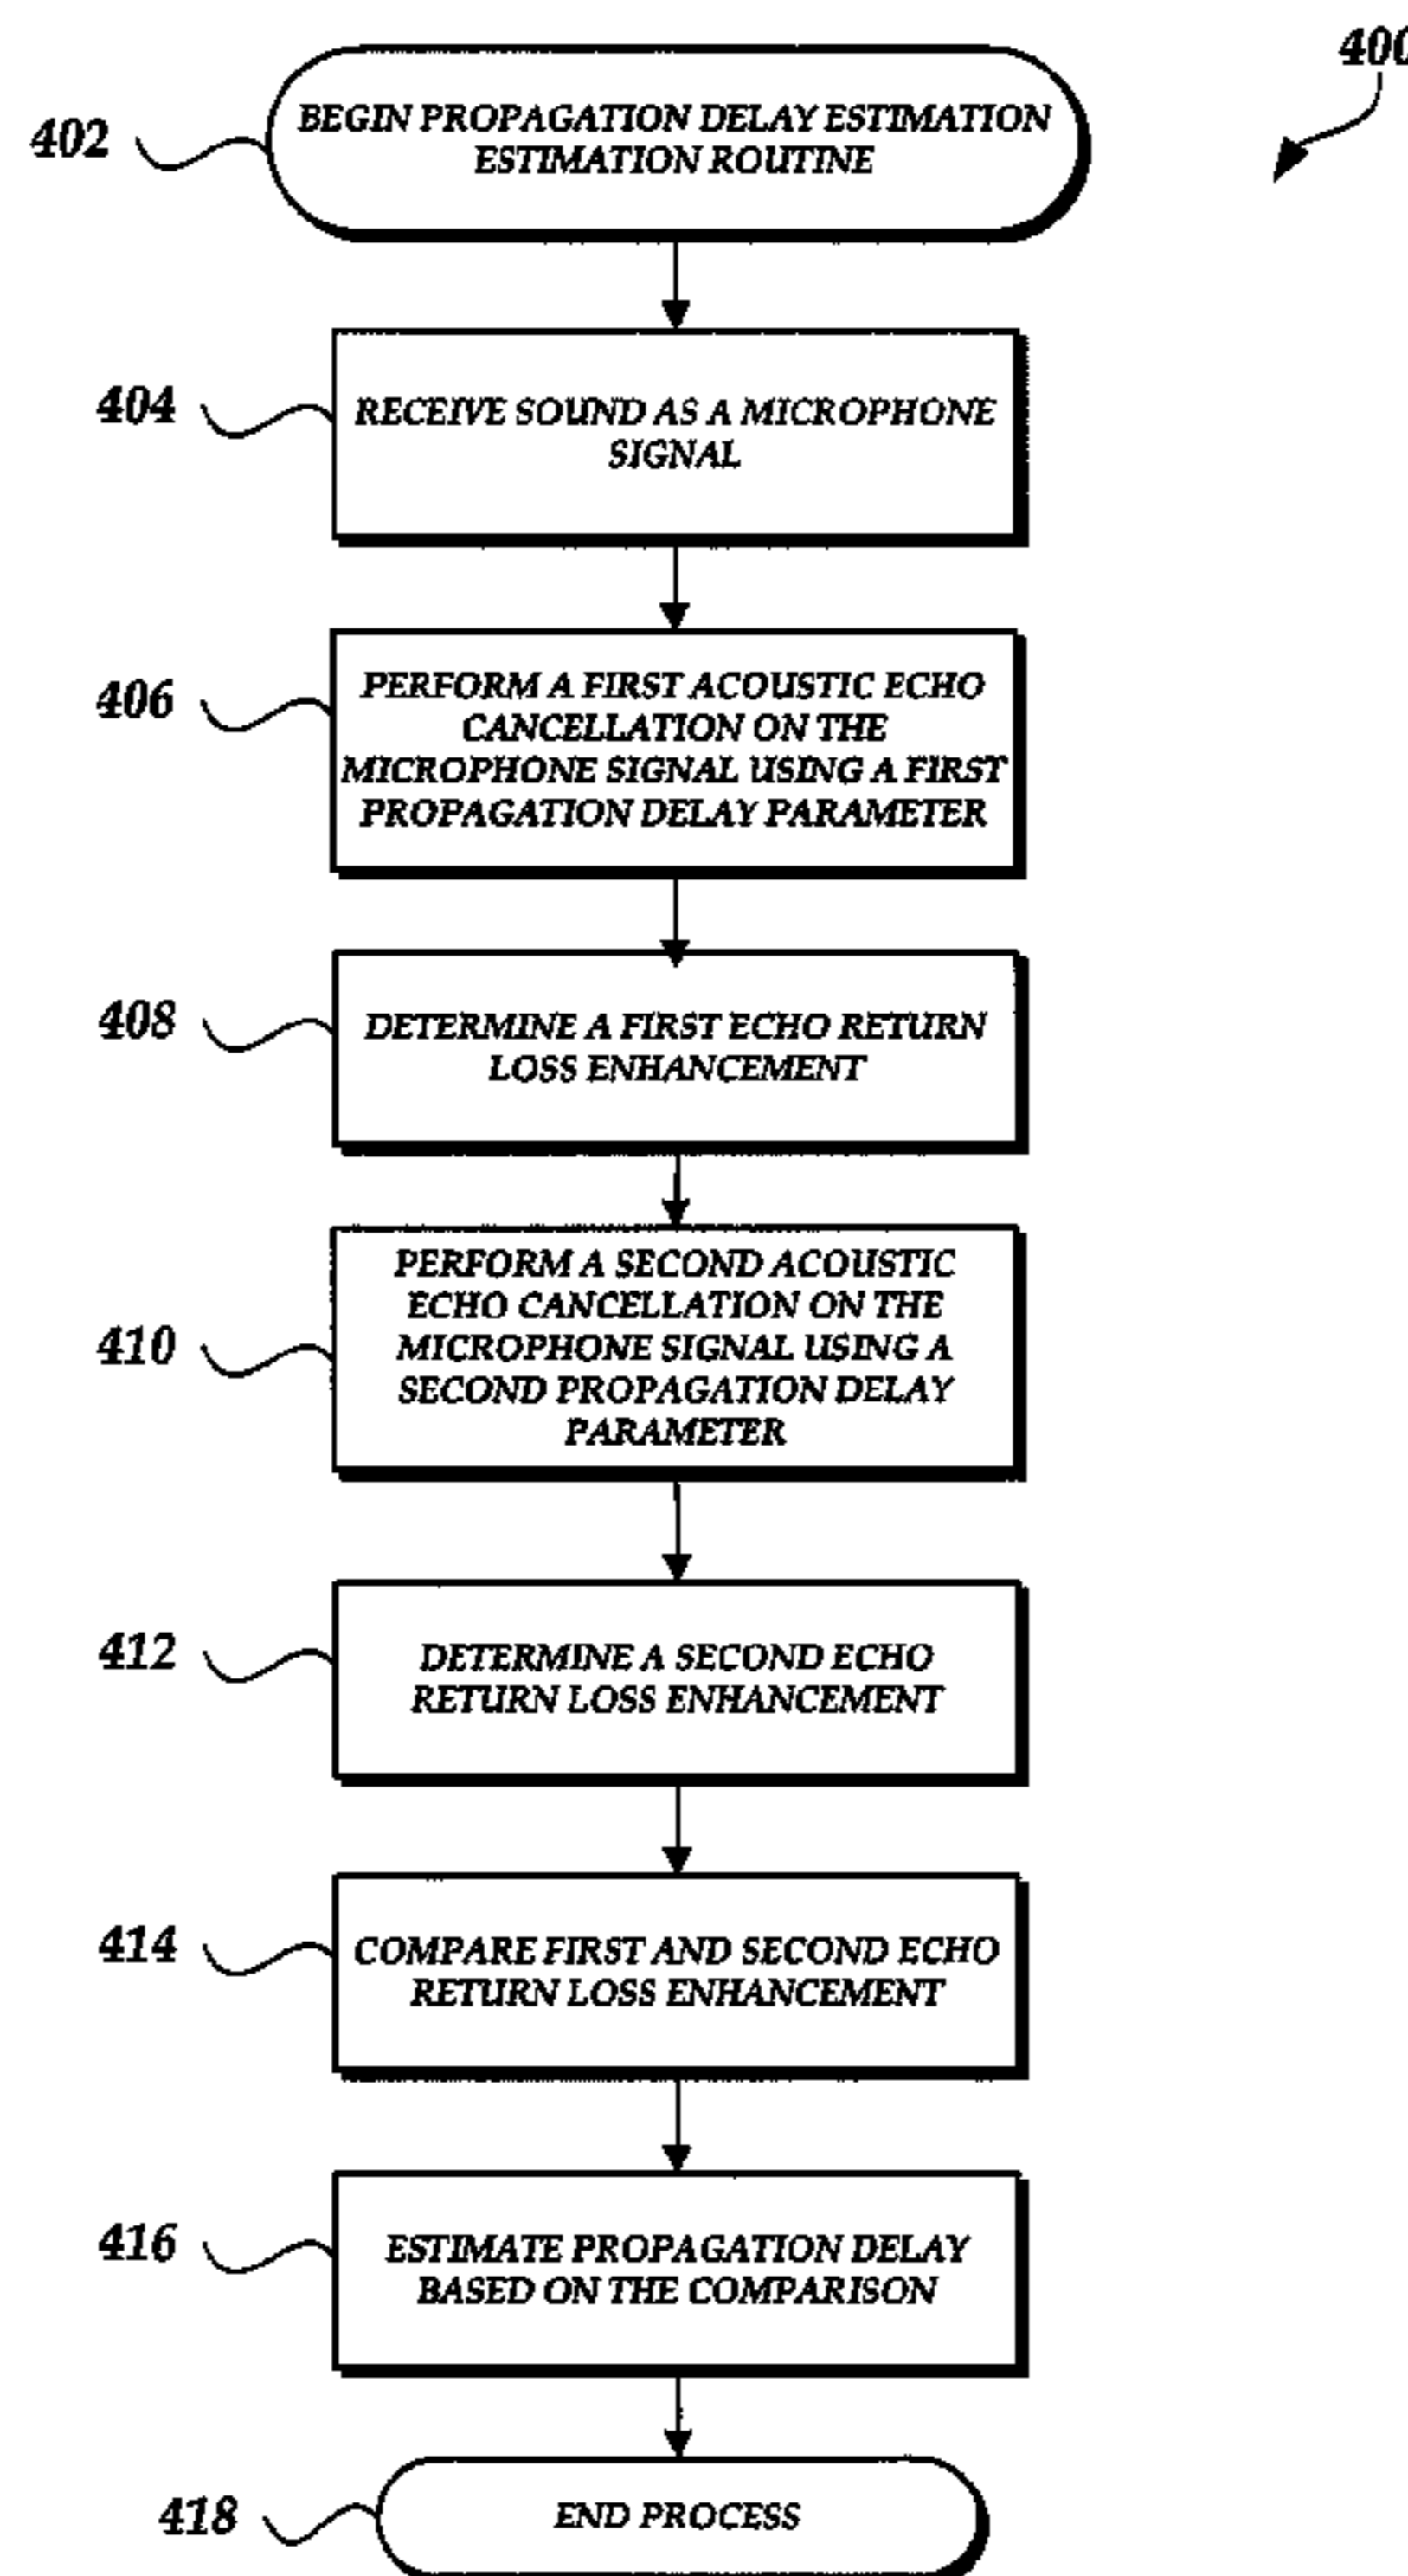 400
402
BEGIN PROPAGATION DELAY ESTIMATION
ESTIMATION ROUTINE
404
RECEIVE SOUND AS A MICROPHONE
SIGNAL
406
PERFORM A FIRST ACOUSTIC ECHO
CANCELLATION ON THE
MICROPHONE SIGNAL USING A FIRST
PROPAGATION DELAY PARAMETER
408
DETERMINE A FIRST ECHO RETURN
LOSS ENHANCEMENT
410
PERFORM A SECOND ACOUSTIC
ECHO CANCELLATION ON THE
MICROPHONE SIGNAL USING A
SECOND PROPAGATION DELAY
PARAMETER
412
DETERMINE A SECOND ECHO
RETURN LOSS ENHANCEMENT
414
COMPARE FIRST AND SECOND ECHO
RETURN LOSS ENHANCEMENT
416
ESTIMATE PROPAGATION DELAY
BASED ON THE COMPARISON
418
END PROCESS